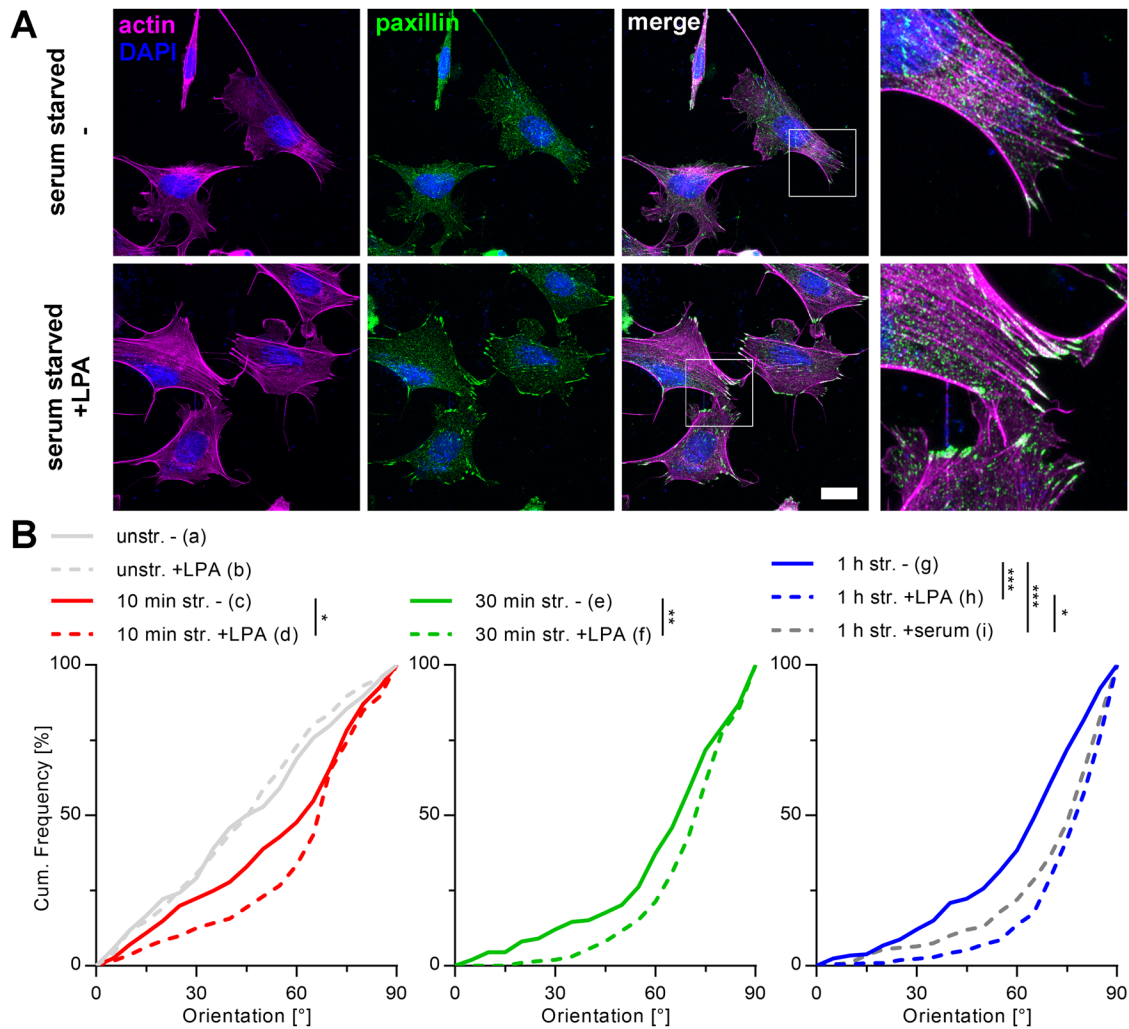 A
actin
DAPI
paxillin
merge
serum starved
-
serum starved
+LPA
B
unstr. - (a)
unstr. +LPA (b)
10 min str. - (c)
10 min str. +LPA (d)
*
30 min str. - (e)
30 min str. +LPA (f)
**
1 h str. - (g)
1 h str. +LPA (h)
1 h str. +serum (i)
***
***
*
Cum. Frequency [%]
100
50
0
0
30
60
90
Orientation [°]
100
50
0
0
30
60
90
Orientation [°]
100
50
0
0
30
60
90
Orientation [°]